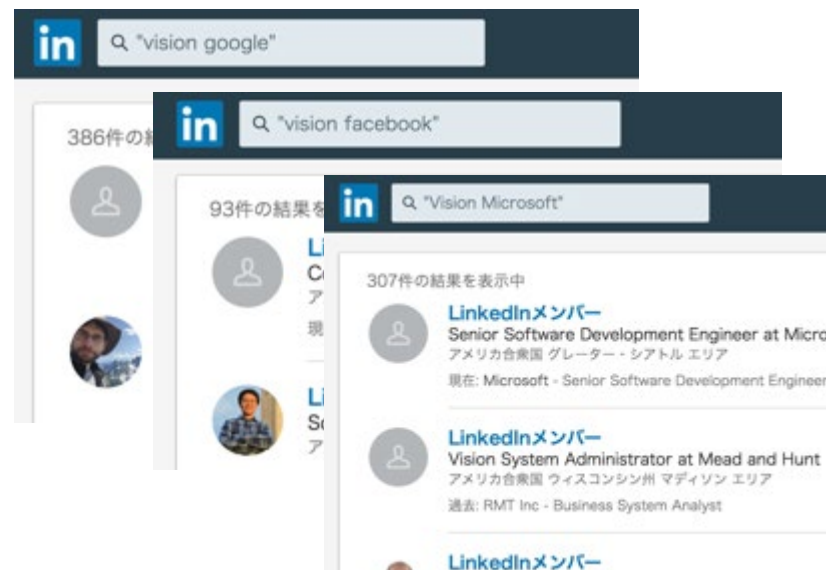 in "vision google"
386件の結
in "vision facebook"
93件の結果を
Li
Co
ア
現
Li
So
ア
in "Vision Microsoft"
307件の結果を表示中
LinkedInメンバー
Senior Software Development Engineer at Micro
アメリカ合衆国 グレーター・シアトル エリア
現在: Microsoft - Senior Software Development Engineer
LinkedInメンバー
Vision System Administrator at Mead and Hunt
アメリカ合衆国 ウィスコンシン州 マディソン エリア
過去: RMT Inc - Business System Analyst
LinkedInメンバー